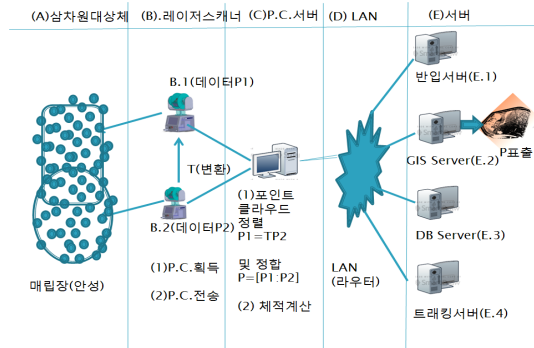 (A)삼차원대상체
(B).레이저스캐너
(C)P.C.서버
(D) LAN
(E)서버
B.1(데이터P1)
T(변환)
B.2(데이터P2)
(1)P.C.획득
(2)P.C.전송
매립장(안성)
(1)포인트
클라우드
정렬
P1=TP2
및 정합
P=[P1:P2]
(2) 체적계산
LAN
(라우터)
반입서버(E.1)
P표출
GIS Server(E.2)
DB Server(E.3)
트래킹서버(E.4)